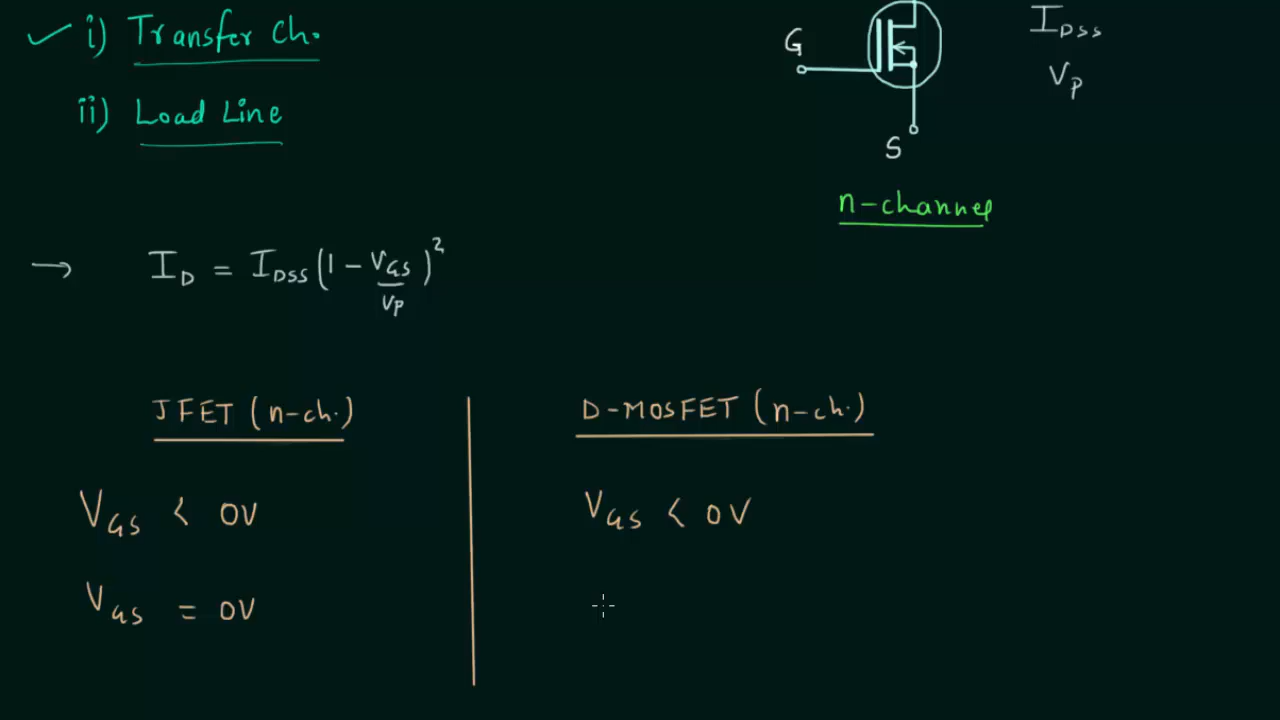 i) Transfer Ch.
ii) Load Line
G
S
n-channel
IDSS
VP
→ ID = IDSS (1 - VGS/VP)²
JFET (n-ch.)
VGS < 0V
VGS = 0V
D-MOSFET (n-ch.)
VGS < 0V